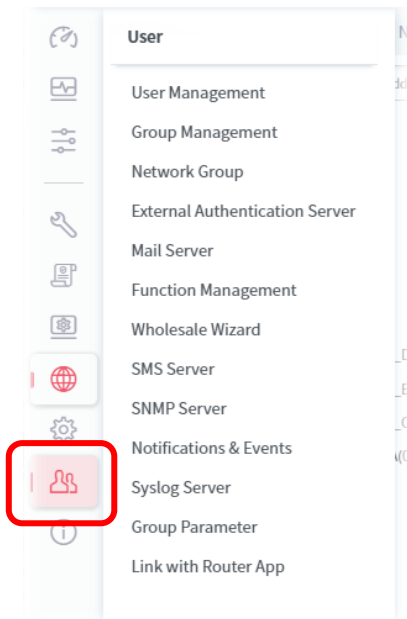 User
User Management
Group Management
Network Group
External Authentication Server
Mail Server
Function Management
Wholesale Wizard
SMS Server
SNMP Server
Notifications & Events
Syslog Server
Group Parameter
Link with Router App